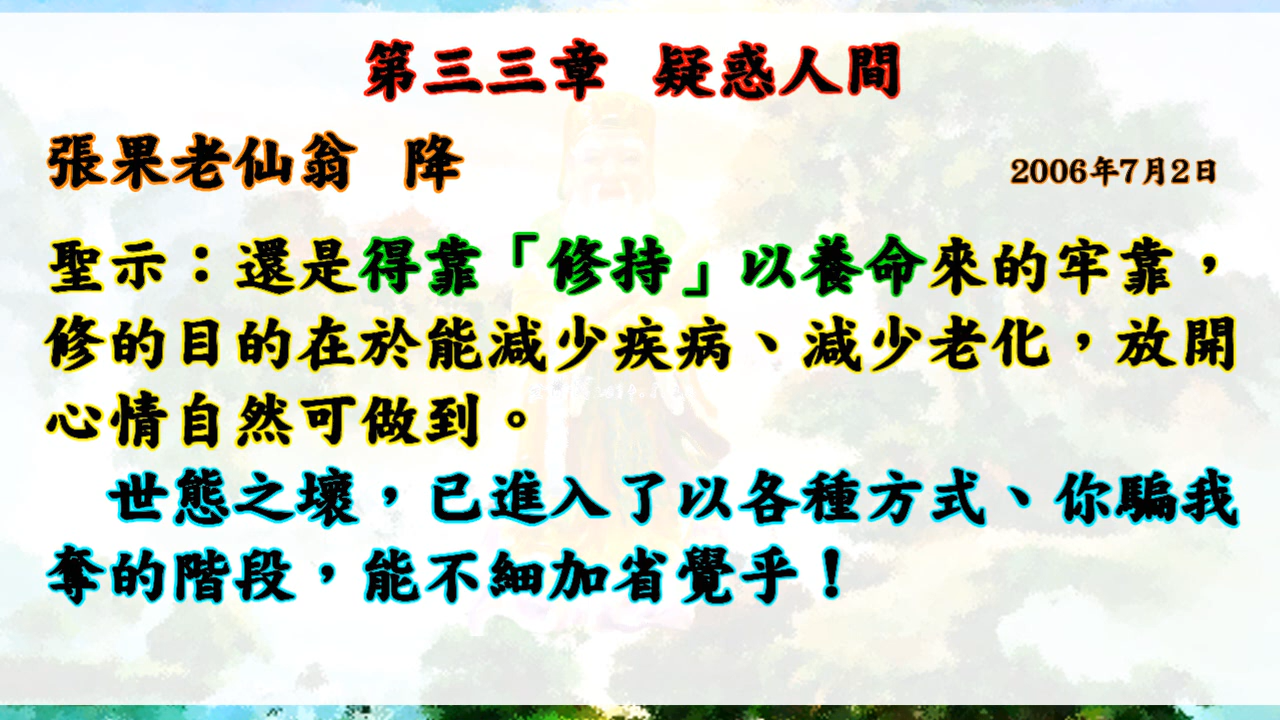 第三三章 疑惑人間
張果老仙翁 降
2006年7月2日
聖示：還是得靠「修持」以養命來的牢靠，
修的目的在於能減少疾病、減少老化，放開
心情自然可做到。
世態之壞，已進入了以各種方式、你騙我
奪的階段，能不細加省覺乎！